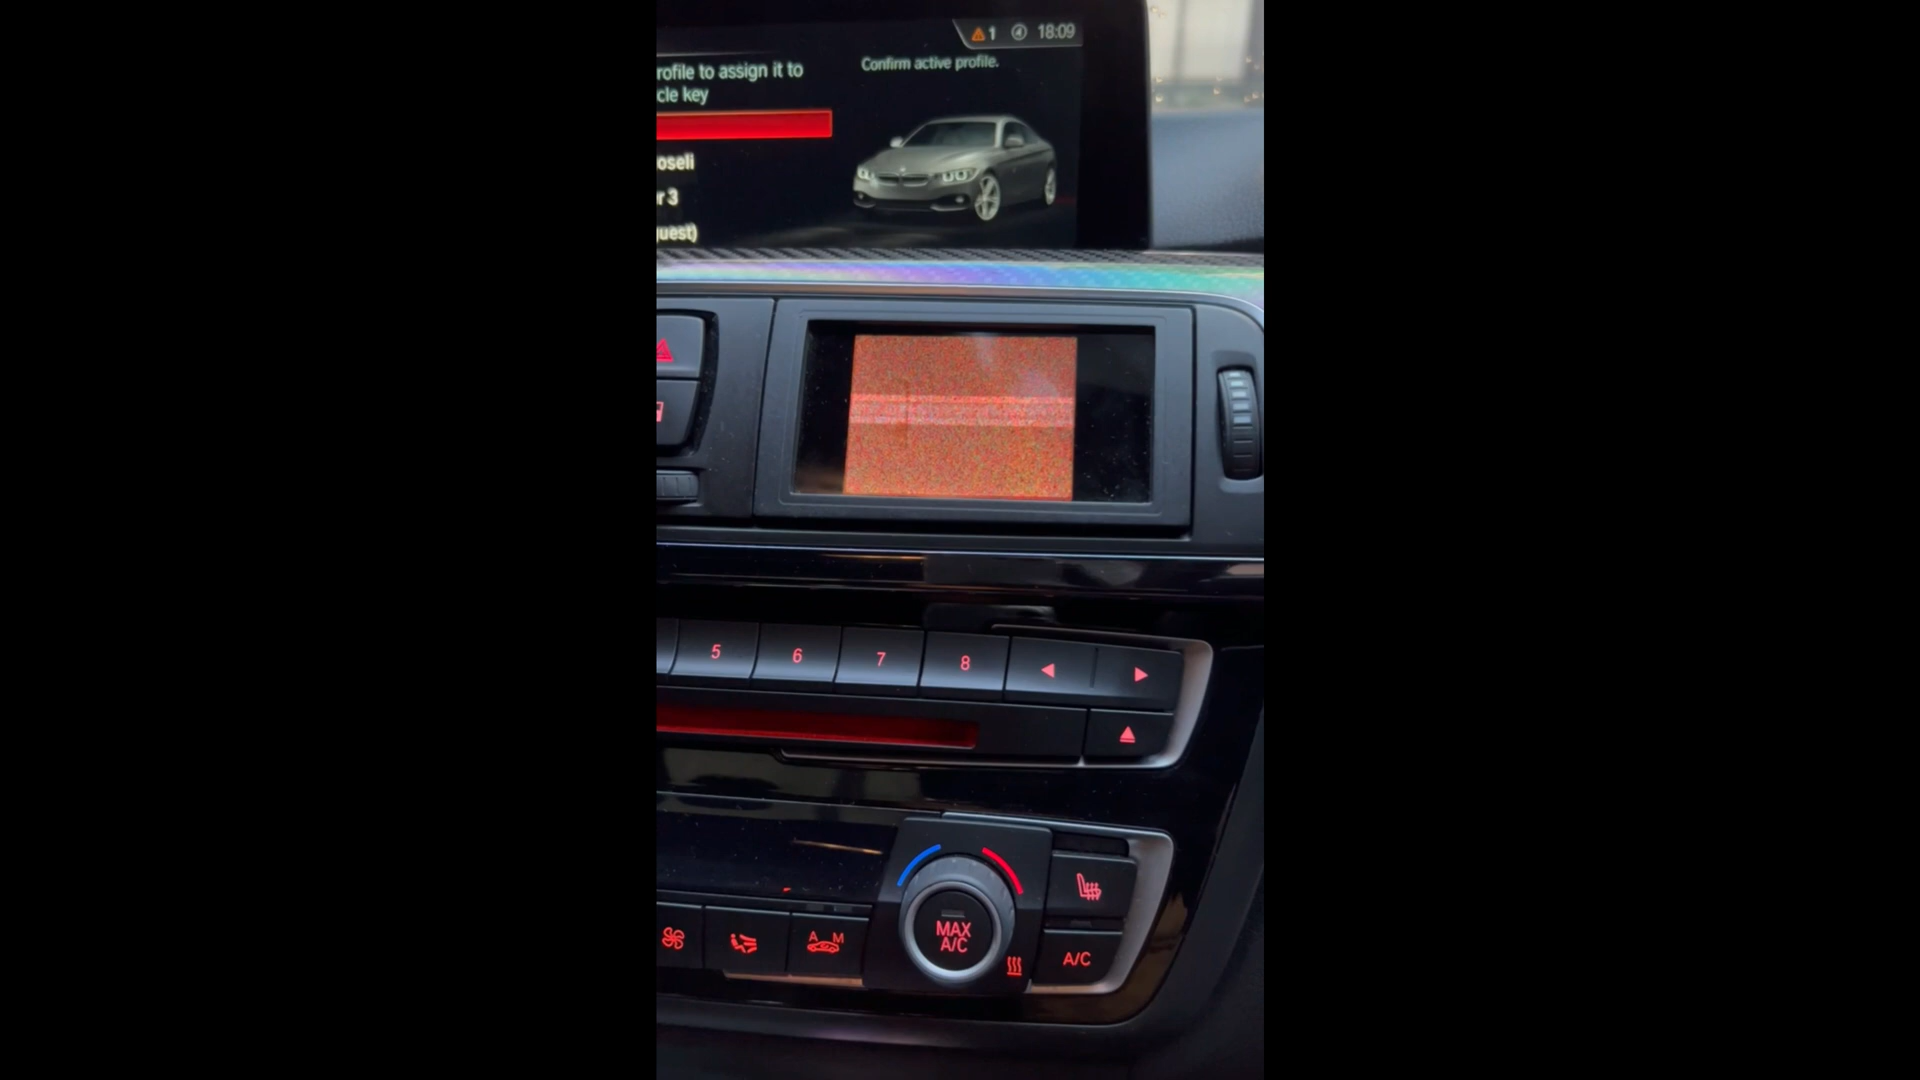 1 18:09
rofile to assign it to
cle key
Confirm active profile.
oseli
r 3
uest)
5 6 7 8
MAX
A/C
A M
A/C